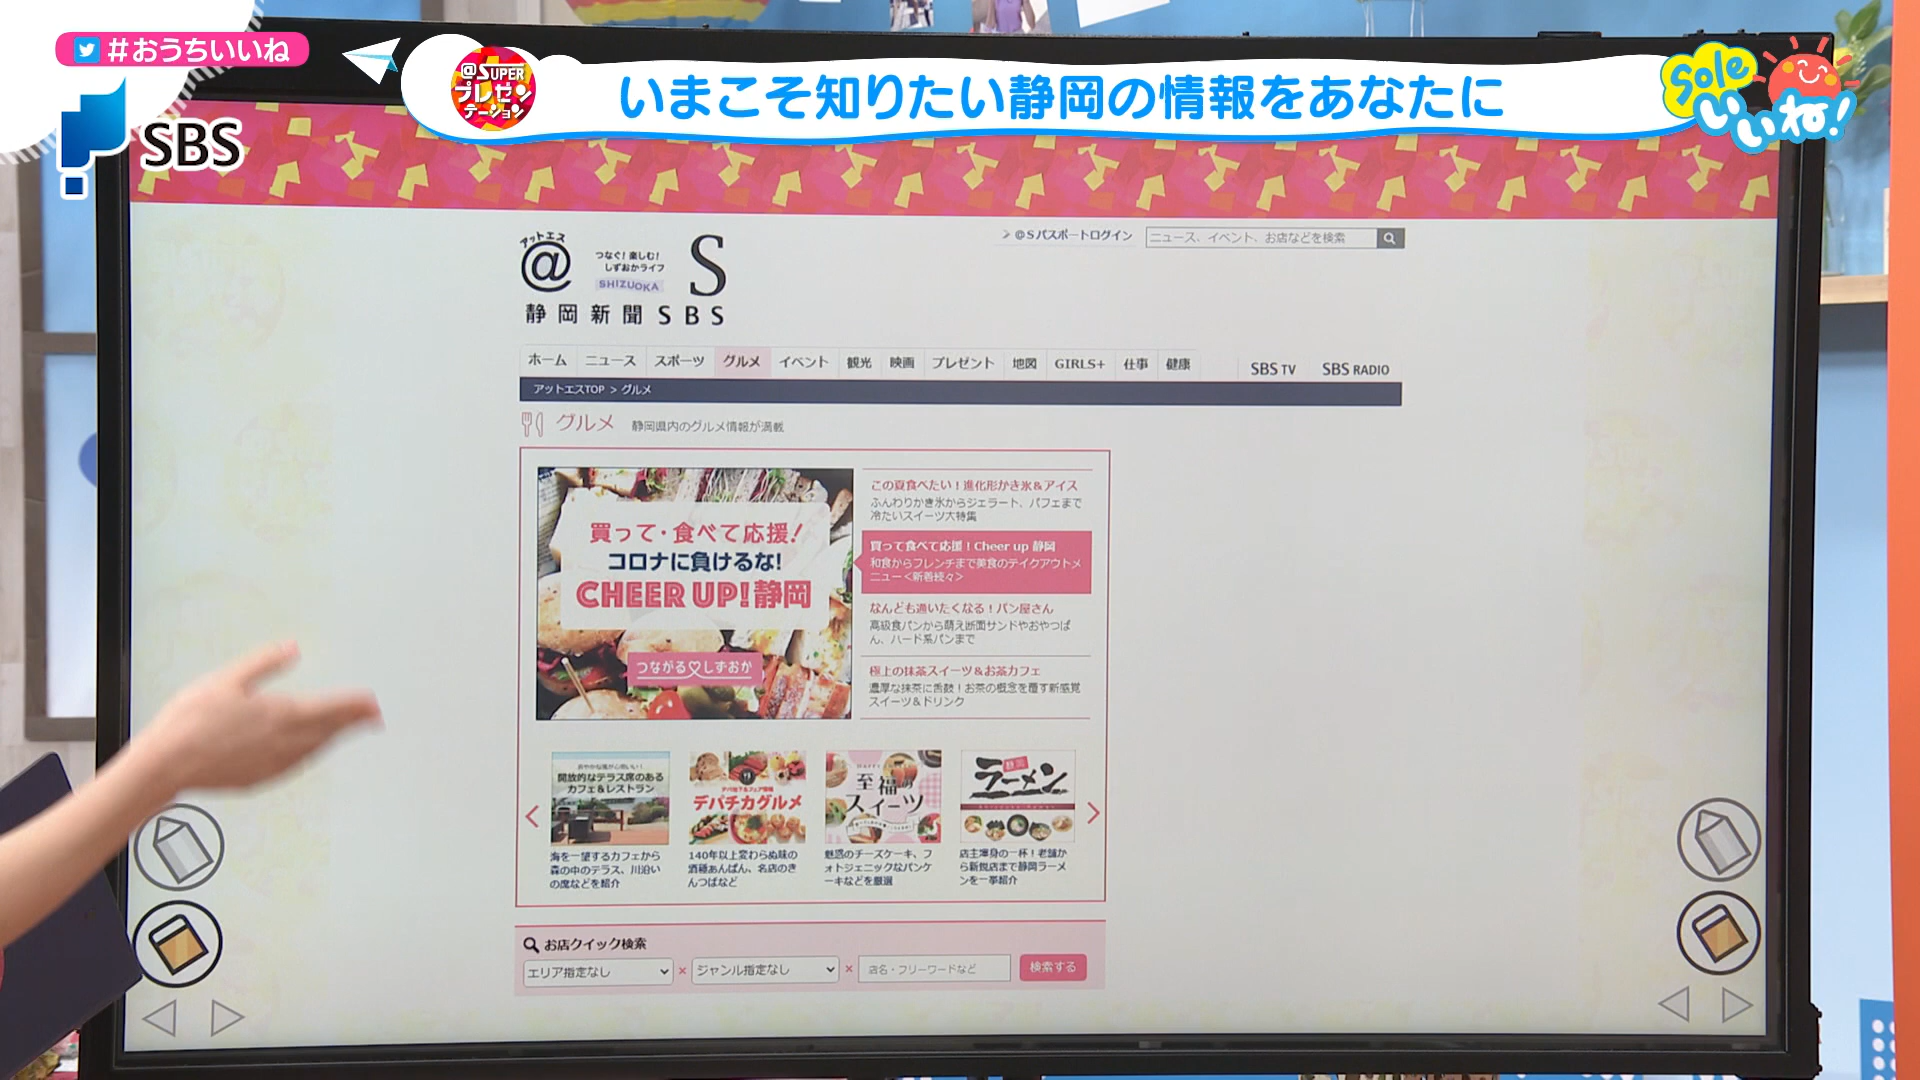 #おうちいいね
SBS
@SUPER
プレゼン
テーション
いまこそ知りたい静岡の情報をあなたに
Sole
いいね!
アットエス
@ S
つなぐ!楽しむ!
しずおかライフ
SHIZUOKA
静岡新聞SBS
@Sパスポートログイン
ニュース、イベント、お店などを検索
ホーム ニュース スポーツ グルメ イベント 観光 映画 プレゼント 地図 GIRLS+ 仕事 健康 SBS TV SBS RADIO
アットエスTOP > グルメ
グルメ 静岡県内のグルメ情報が満載
買って・食べて応援!
コロナに負けるな!
CHEER UP!静岡
つながる♡しずおか
この夏食べたい!進化形かき氷&アイス
ふんわりかき氷からジェラート、パフェまで
冷たいスイーツ大特集
買って食べて応援!Cheer up 静岡
和食からフレンチまで美食のテイクアウトメ
ニュー<新着続々>
なんども通いたくなる!パン屋さん
高級食パンから萌え断面サンドやおやつぱ
ん、ハード系パンまで
極上の抹茶スイーツ&お茶カフェ
濃厚な抹茶に舌鼓!お茶の概念を覆す新感覚
スイーツ&ドリンク
開放的なテラス席のある
カフェ&レストラン
海を一望するカフェから
森の中のテラス、川沿い
の席などを紹介
デパチカグルメ
140年以上変わらぬ味の
酒種あんぱん、名店のき
んつばなど
HAPPY
至福の
スイーツ
魅惑のチーズケーキ、フ
ォトジェニックなパンケ
ーキなどを厳選
静岡
ラーメン
店主渾身の一杯!老舗か
ら新鋭店まで静岡ラーメ
ンを一挙紹介
お店クイック検索
エリア指定なし × ジャンル指定なし × 店名・フリーワードなど 検索する